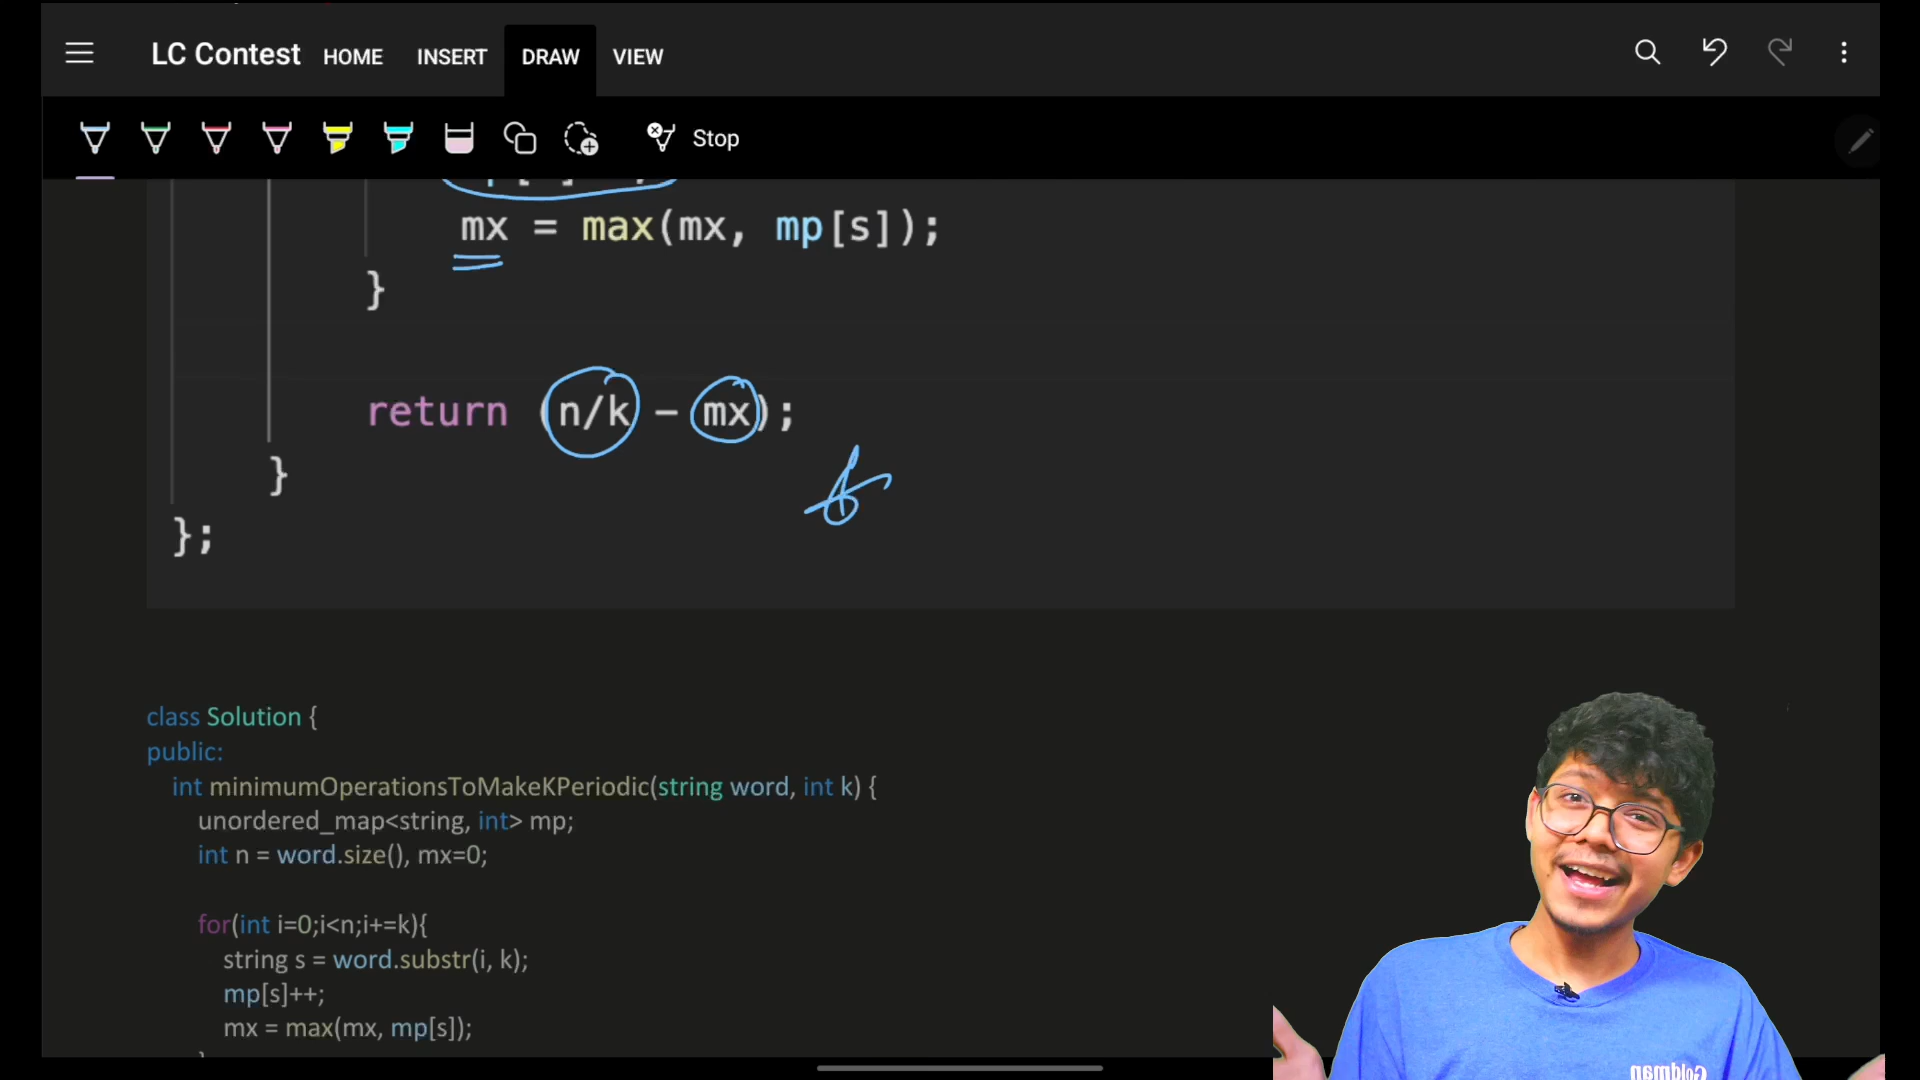 LC Contest HOME INSERT DRAW VIEW
Stop
mx = max(mx, mp[s]);
}
return (n/k - mx);
}
};
class Solution {
public:
int minimumOperationsToMakeKPeriodic(string word, int k) {
unordered_map<string, int> mp;
int n = word.size(), mx=0;
for(int i=0;i<n;i+=k){
string s = word.substr(i, k);
mp[s]++;
mx = max(mx, mp[s]);
Goldman